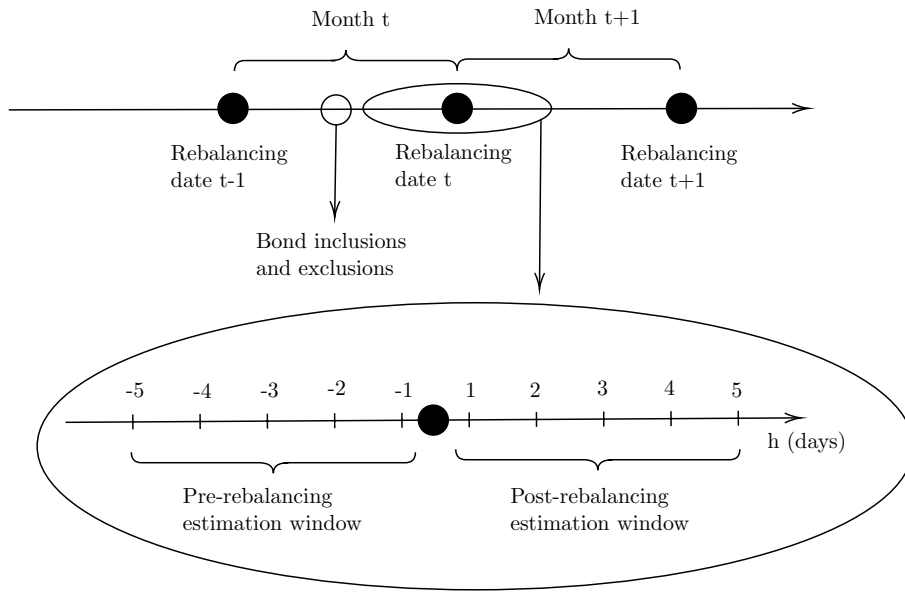 Month t
Month t+1
Rebalancing
date t-1
Rebalancing
date t
Rebalancing
date t+1
Bond inclusions
and exclusions
-5 -4 -3 -2 -1 1 2 3 4 5
h (days)
Pre-rebalancing
estimation window
Post-rebalancing
estimation window